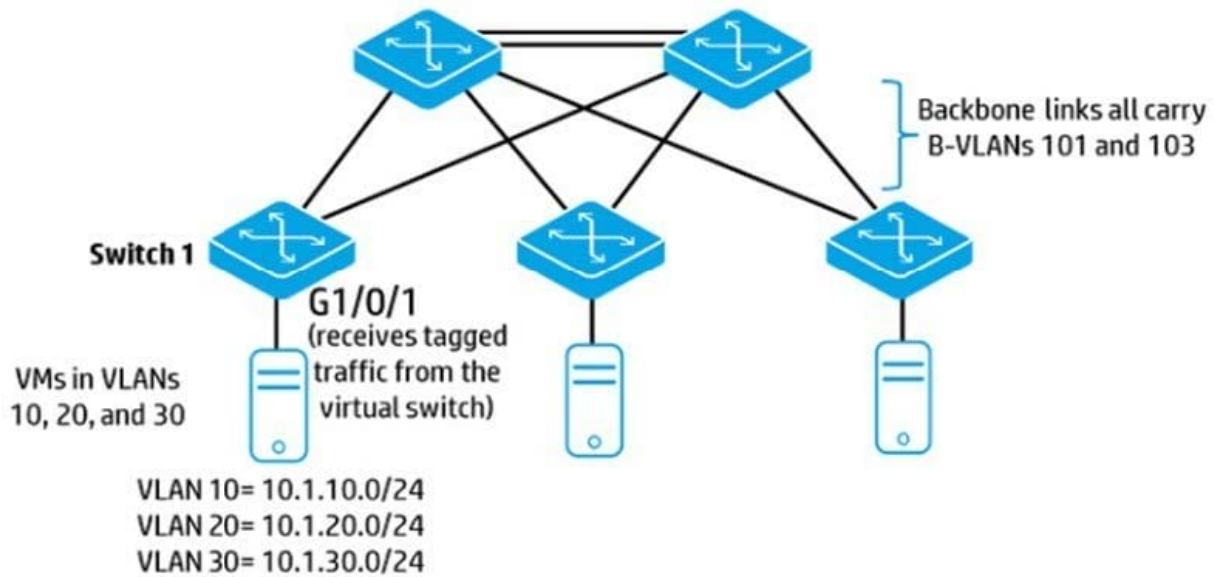 Backbone links all carry
B-VLANs 101 and 103
Switch 1
G1/0/1
(receives tagged
traffic from the
virtual switch)
VMs in VLANs
10, 20, and 30
VLAN 10= 10.1.10.0/24
VLAN 20= 10.1.20.0/24
VLAN 30= 10.1.30.0/24